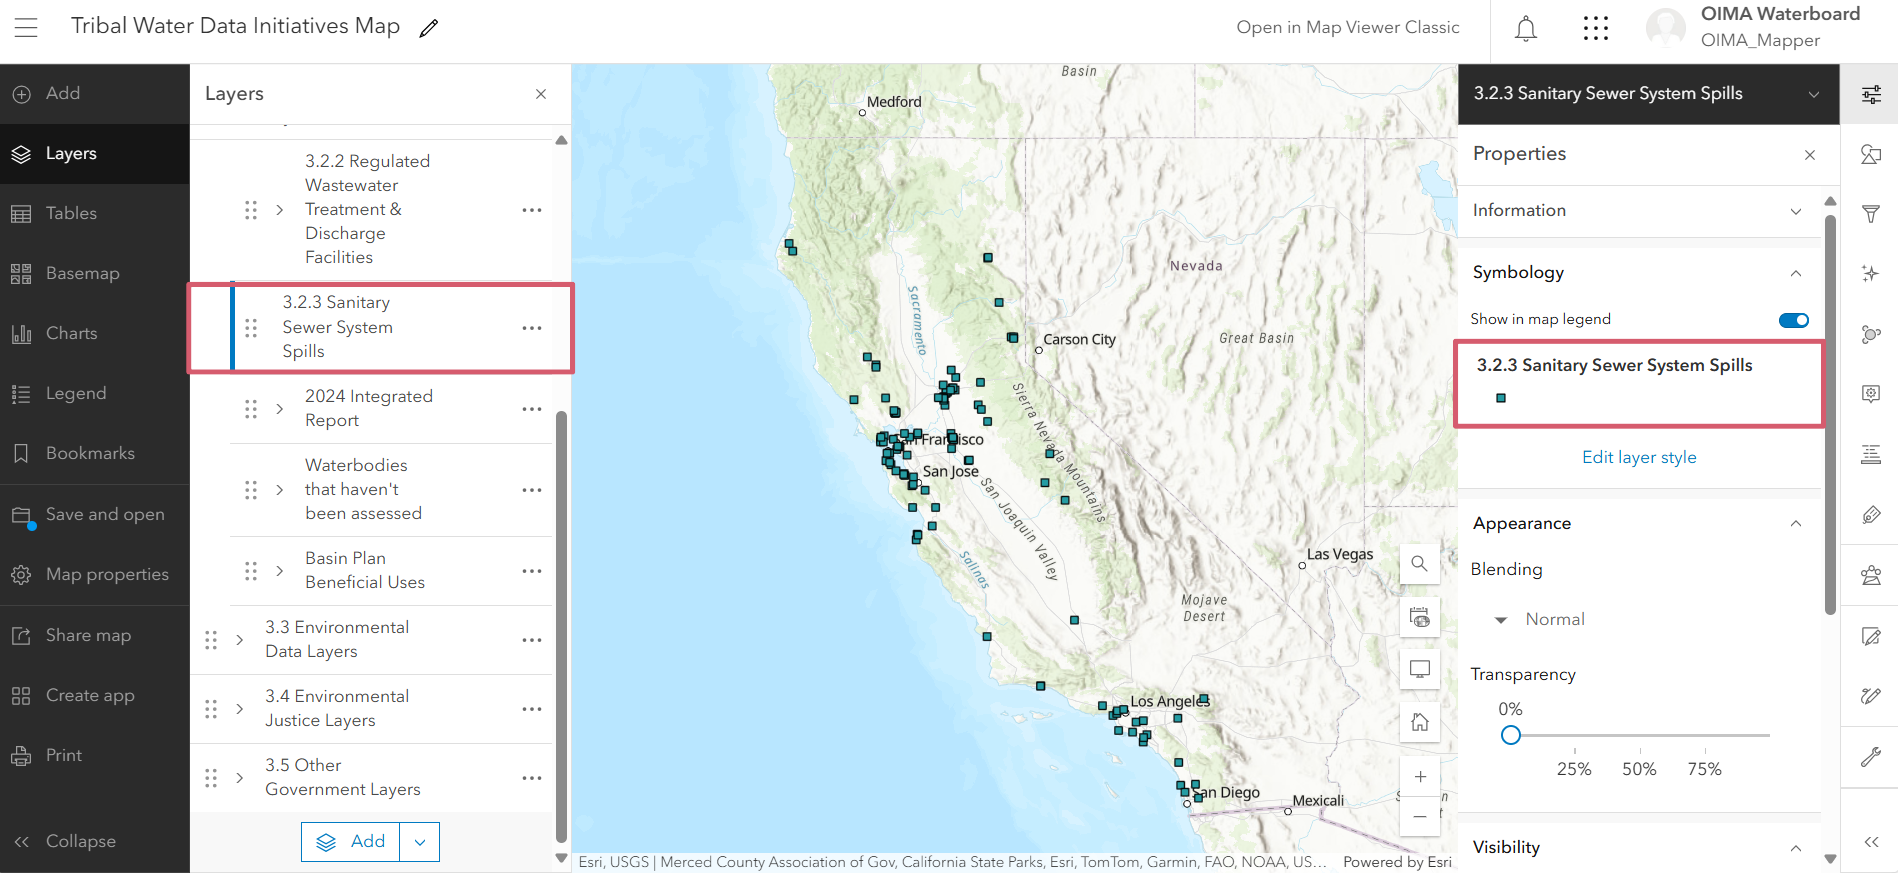 Tribal Water Data Initiatives Map
Open in Map Viewer Classic
OIMA Waterboard
OIMA_Mapper
Add
Layers
Tables
Basemap
Charts
Legend
Bookmarks
Save and open
Map properties
Share map
Create app
Print
Collapse
Layers
3.2.2 Regulated
Wastewater
Treatment &
Discharge
Facilities
3.2.3 Sanitary
Sewer System
Spills
2024 Integrated
Report
Waterbodies
that haven't
been assessed
Basin Plan
Beneficial Uses
3.3 Environmental
Data Layers
3.4 Environmental
Justice Layers
3.5 Other
Government Layers
Add
Basin
Medford
Nevada
Sacramento
Carson City
Great Basin
Sierra Nevada Mountains
San Francisco
San Jose
San Joaquin Valley
Salinas
Las Vegas
Mojave
Desert
Los Angeles
San Diego
Mexicali
Esri, USGS | Merced County Association of Gov, California State Parks, Esri, TomTom, Garmin, FAO, NOAA, US...
Powered by Esri
3.2.3 Sanitary Sewer System Spills
Properties
Information
Symbology
Show in map legend
3.2.3 Sanitary Sewer System Spills
Edit layer style
Appearance
Blending
Normal
Transparency
0%
25% 50% 75%
Visibility